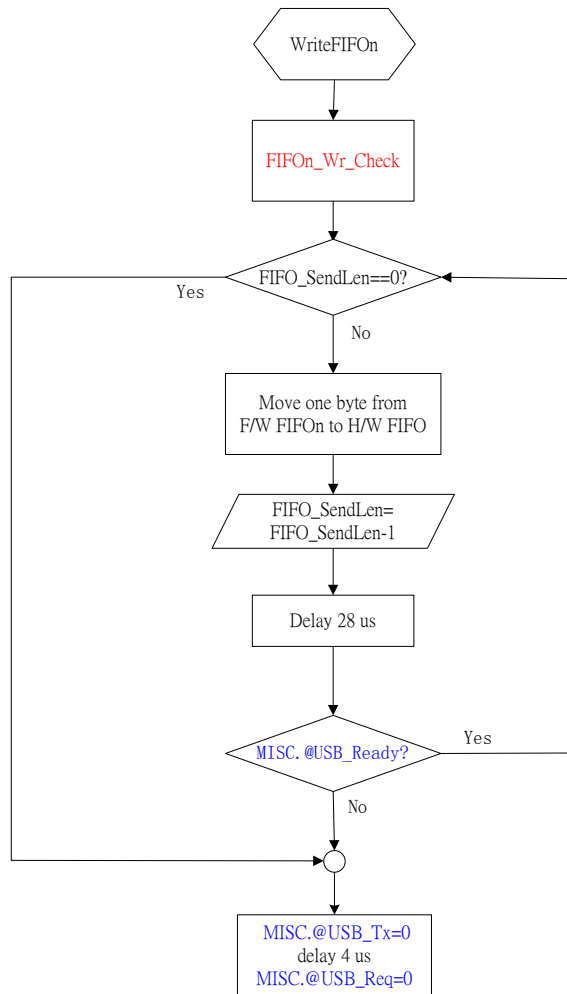 WriteFIFOn
FIFOn_Wr_Check
FIFO_SendLen==0?
Yes
No
Move one byte from
F/W FIFOn to H/W FIFO
FIFO_SendLen=
FIFO_SendLen-1
Delay 28 us
MISC.@USB_Ready?
Yes
No
MISC.@USB_Tx=0
delay 4 us
MISC.@USB_Req=0